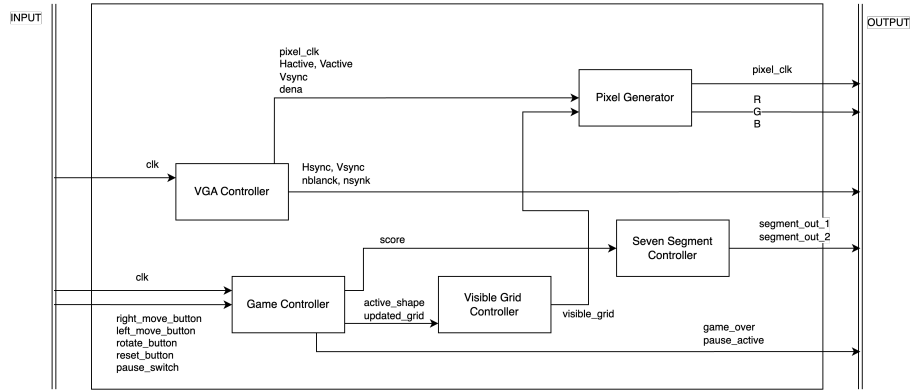 INPUT
OUTPUT
pixel_clk
Hactive, Vactive
Vsync
dena
Pixel Generator
pixel_clk
R
G
B
clk
VGA Controller
Hsync, Vsync
nblanck, nsynk
score
Seven Segment
Controller
segment_out_1
segment_out_2
clk
Game Controller
right_move_button
left_move_button
rotate_button
reset_button
pause_switch
active_shape
updated_grid
Visible Grid
Controller
visible_grid
game_over
pause_active